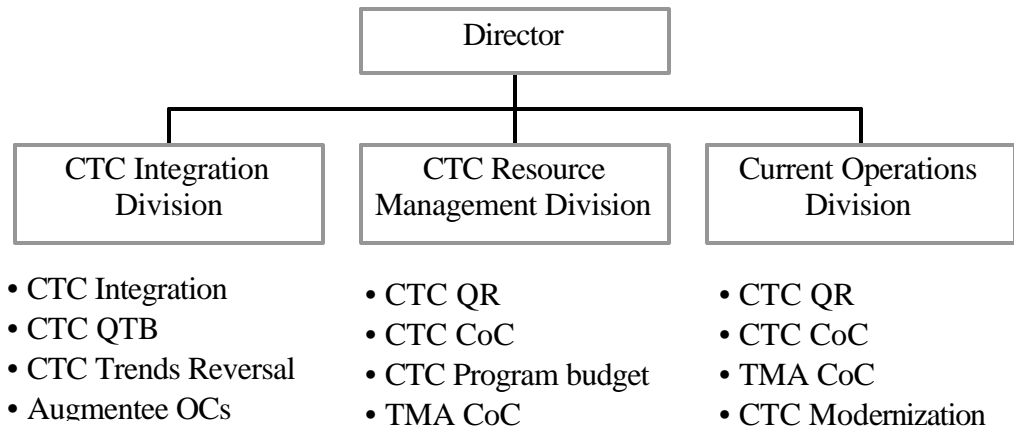 Director
CTC Integration
Division
CTC Resource
Management Division
Current Operations
Division
• CTC Integration
• CTC QTB
• CTC Trends Reversal
• Augmentee OCs
• CTC QR
• CTC CoC
• CTC Program budget
• TMA CoC
• CTC QR
• CTC CoC
• TMA CoC
• CTC Modernization